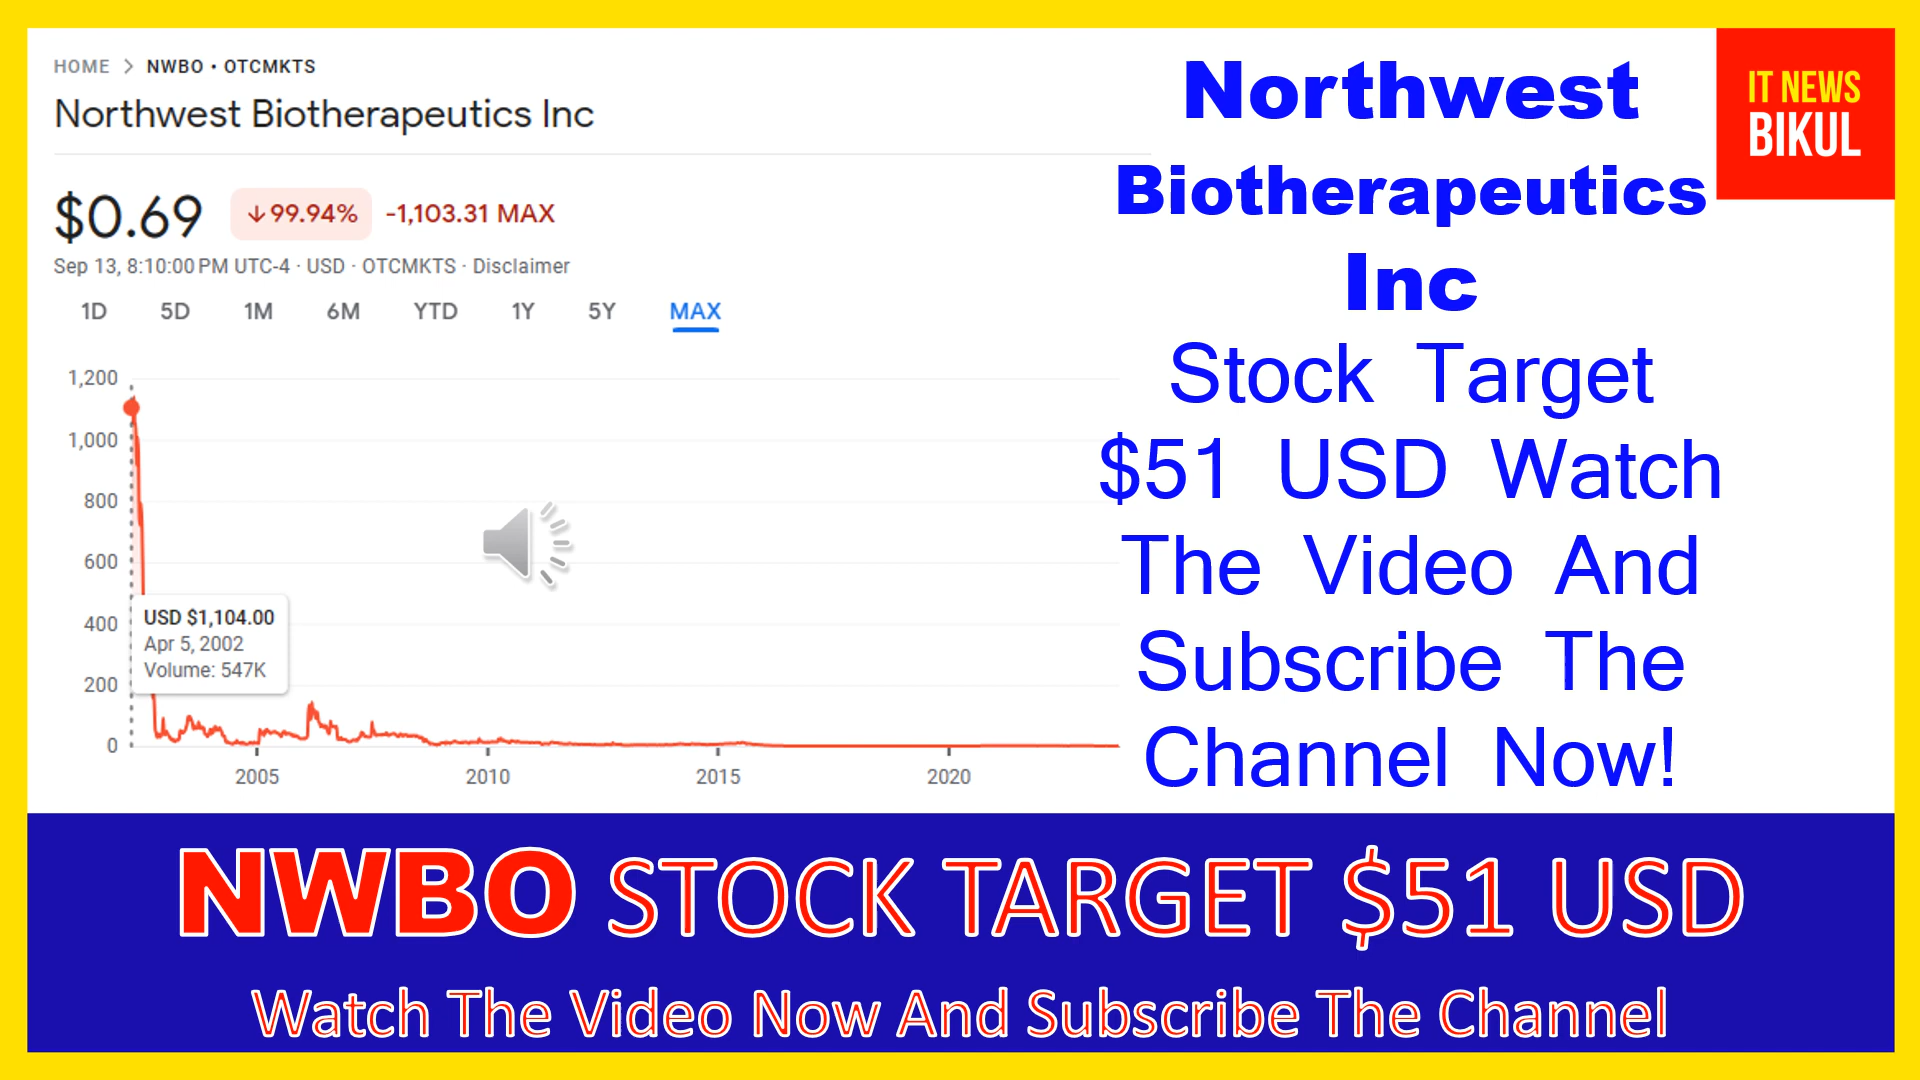 HOME > NWBO • OTCMKTS
Northwest Biotherapeutics Inc
$0.69 ↓99.94% -1,103.31 MAX
Sep 13, 8:10:00 PM UTC-4 · USD · OTCMKTS · Disclaimer
1D 5D 1M 6M YTD 1Y 5Y MAX
1,200
1,000
800
600
400
200
0
USD $1,104.00
Apr 5, 2002
Volume: 547K
2005 2010 2015 2020
Northwest
Biotherapeutics
Inc
Stock Target
$51 USD Watch
The Video And
Subscribe The
Channel Now!
IT NEWS
BIKUL
NWBO STOCK TARGET $51 USD
Watch The Video Now And Subscribe The Channel